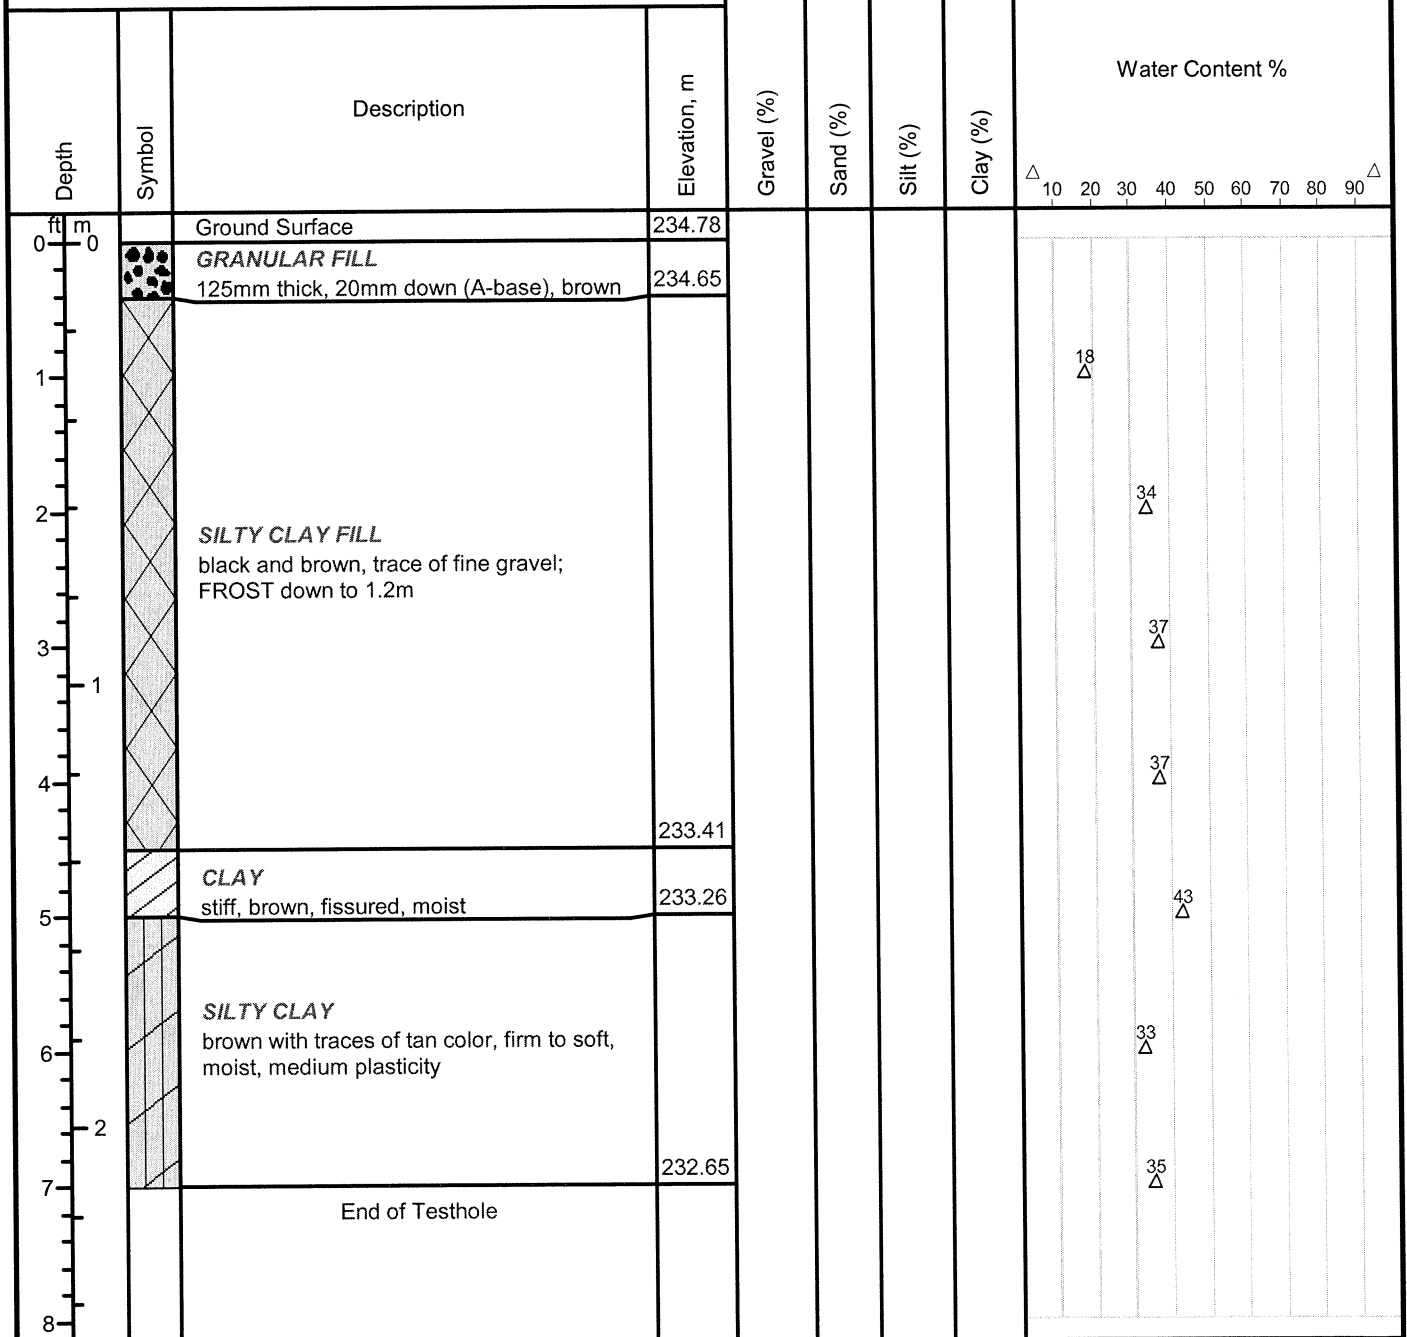 Depth
Symbol
Description
Elevation, m
Gravel (%)
Sand (%)
Silt (%)
Clay (%)
Water Content %
10 20 30 40 50 60 70 80 90
ft m
Ground Surface
234.78
0 0
GRANULAR FILL
125mm thick, 20mm down (A-base), brown
234.65
18
1
34
2
SILTY CLAY FILL
black and brown, trace of fine gravel;
FROST down to 1.2m
37
3
1
37
4
233.41
CLAY
stiff, brown, fissured, moist
233.26
43
5
SILTY CLAY
brown with traces of tan color, firm to soft,
moist, medium plasticity
33
6
2
232.65
35
7
End of Testhole
8